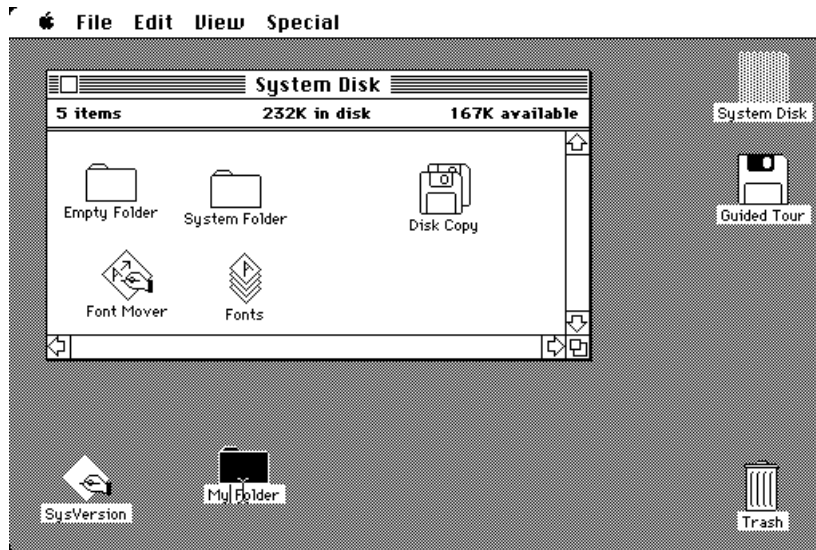 File Edit View Special
System Disk
5 items 232K in disk 167K available
Empty Folder
System Folder
Disk Copy
Font Mover
Fonts
System Disk
Guided Tour
SysVersion
My Folder
Trash